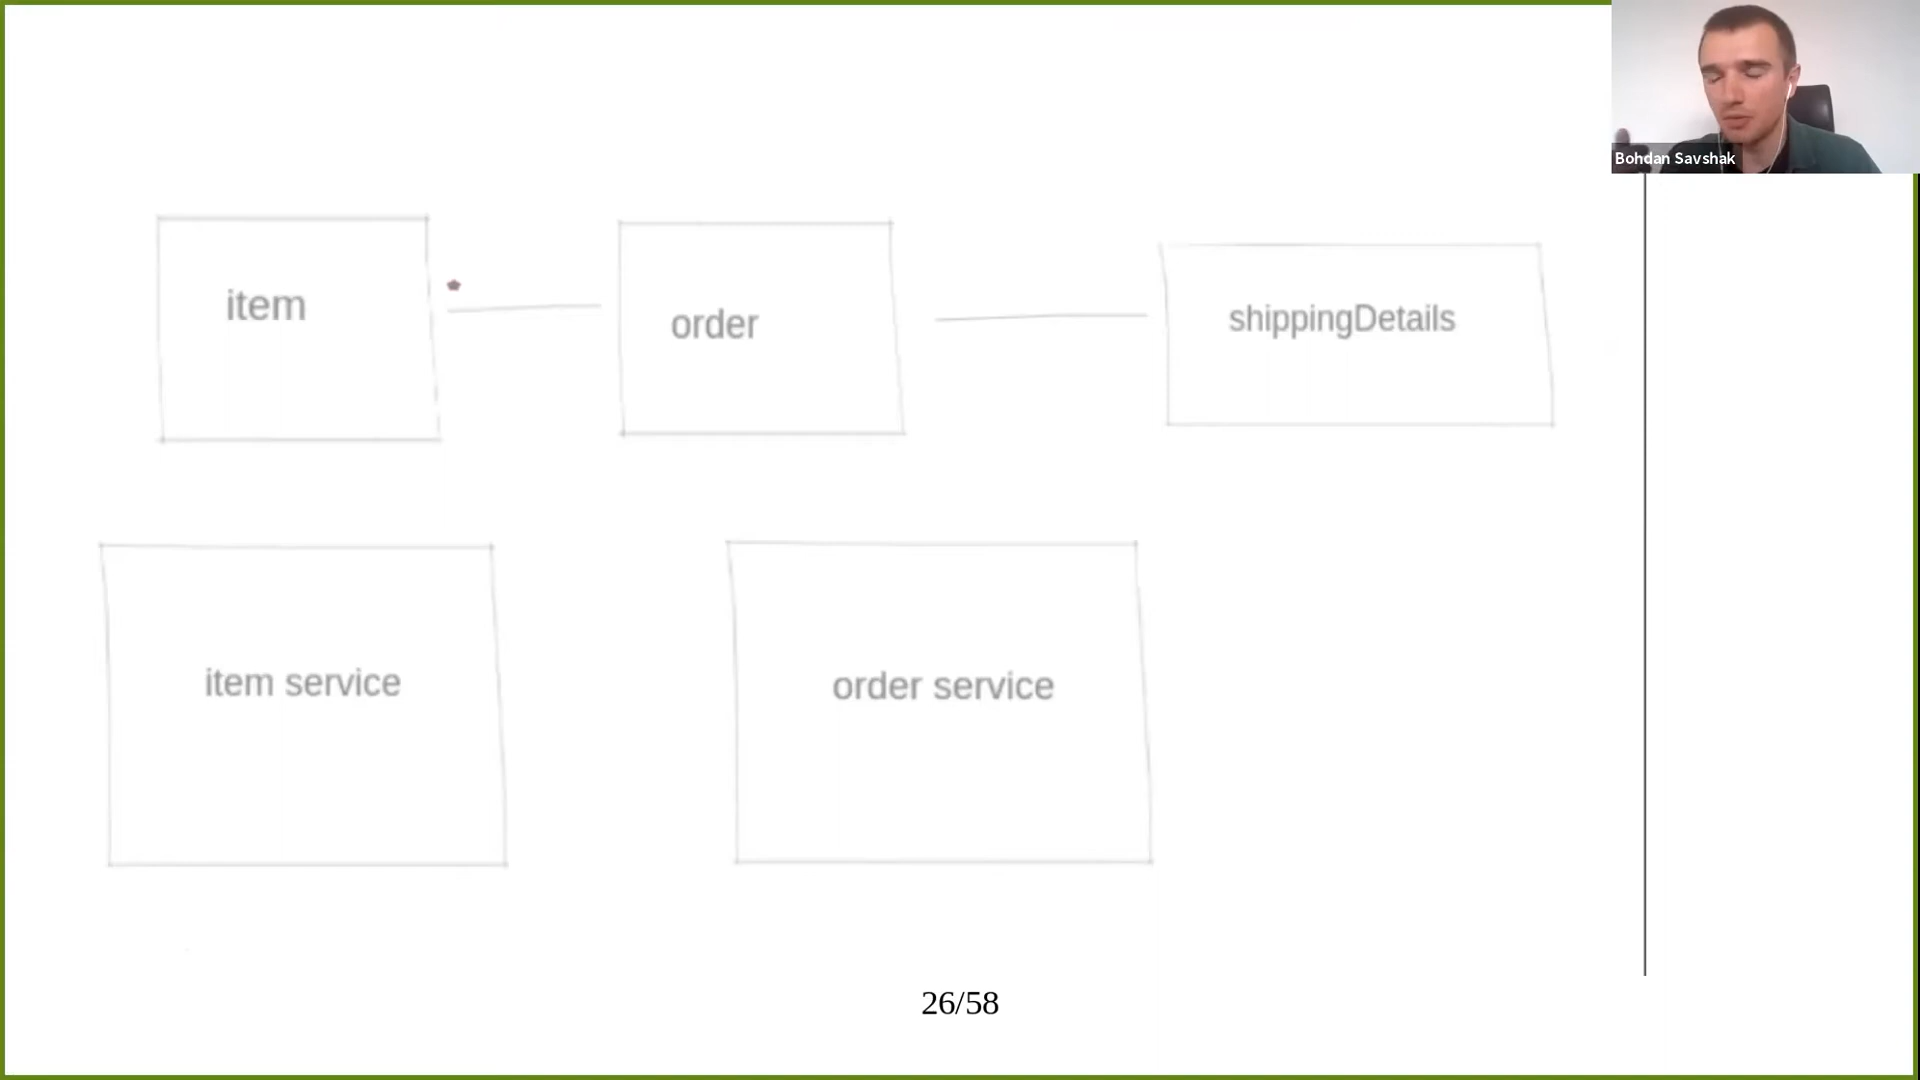 Bohdan Savshak
item
order
shippingDetails
item service
order service
26/58